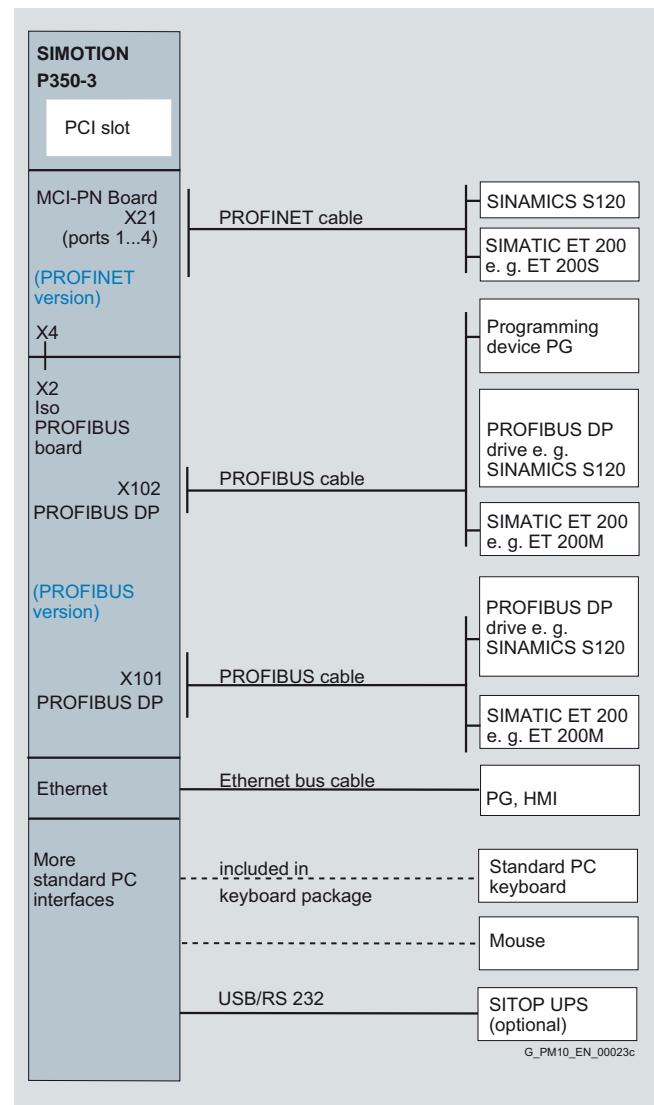 SIMOTION
P350-3
PCI slot
MCI-PN Board
X21
(ports 1...4)
(PROFINET
version)
PROFINET cable
SINAMICS S120
SIMATIC ET 200
e. g. ET 200S
X4
X2
Iso
PROFIBUS
board
X102
PROFIBUS DP
PROFIBUS cable
Programming
device PG
PROFIBUS DP
drive e. g.
SINAMICS S120
SIMATIC ET 200
e. g. ET 200M
(PROFIBUS
version)
X101
PROFIBUS DP
PROFIBUS cable
PROFIBUS DP
drive e. g.
SINAMICS S120
SIMATIC ET 200
e. g. ET 200M
Ethernet
Ethernet bus cable
PG, HMI
More
standard PC
interfaces
included in
keyboard package
Standard PC
keyboard
Mouse
USB/RS 232
SITOP UPS
(optional)
G_PM10_EN_00023c